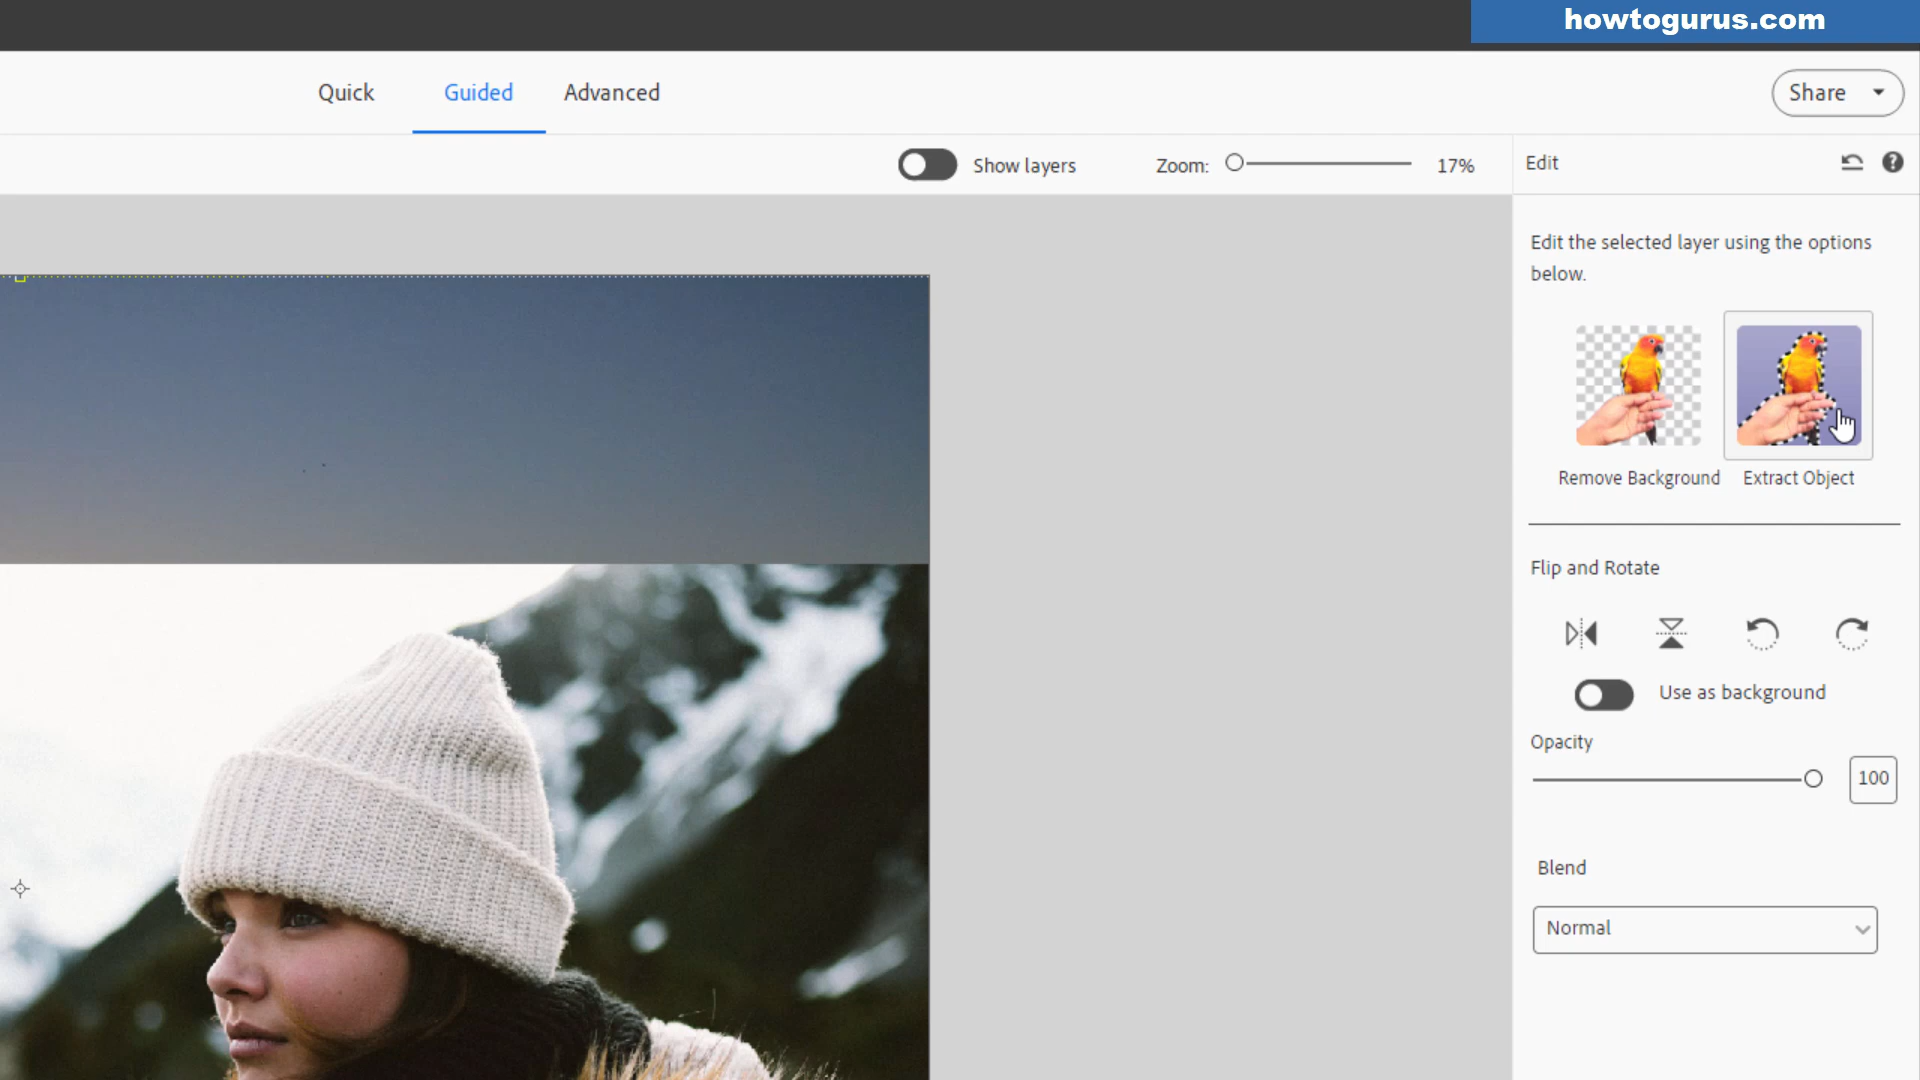 howtogurus.com
Quick Guided Advanced Share
Show layers Zoom: 17% Edit
Edit the selected layer using the options
below.
Remove Background Extract Object
Flip and Rotate
Use as background
Opacity
100
Blend
Normal